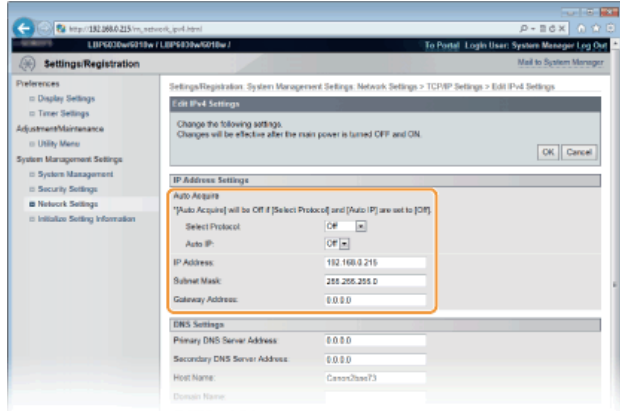 http://192.168.0.215/m_network_ipv4.html
LBP6030w/6018w / LBP6030w/6018w /
To Portal Login User: System Manager Log Out
Settings/Registration
Mail to System Manager
Preferences
Display Settings
Timer Settings
Adjustment/Maintenance
Utility Menu
System Management Settings
System Management
Security Settings
Network Settings
Initialize Setting Information
Settings/Registration: System Management Settings: Network Settings > TCP/IP Settings > Edit IPv4 Settings
Edit IPv4 Settings
Change the following settings.
Changes will be effective after the main power is turned OFF and ON.
OK Cancel
IP Address Settings
Auto Acquire
*[Auto Acquire] will be Off if [Select Protocol] and [Auto IP] are set to [Off].
Select Protocol: Off
Auto IP: Off
IP Address: 192.168.0.215
Subnet Mask: 255.255.255.0
Gateway Address: 0.0.0.0
DNS Settings
Primary DNS Server Address: 0.0.0.0
Secondary DNS Server Address: 0.0.0.0
Host Name:
Domain Name: